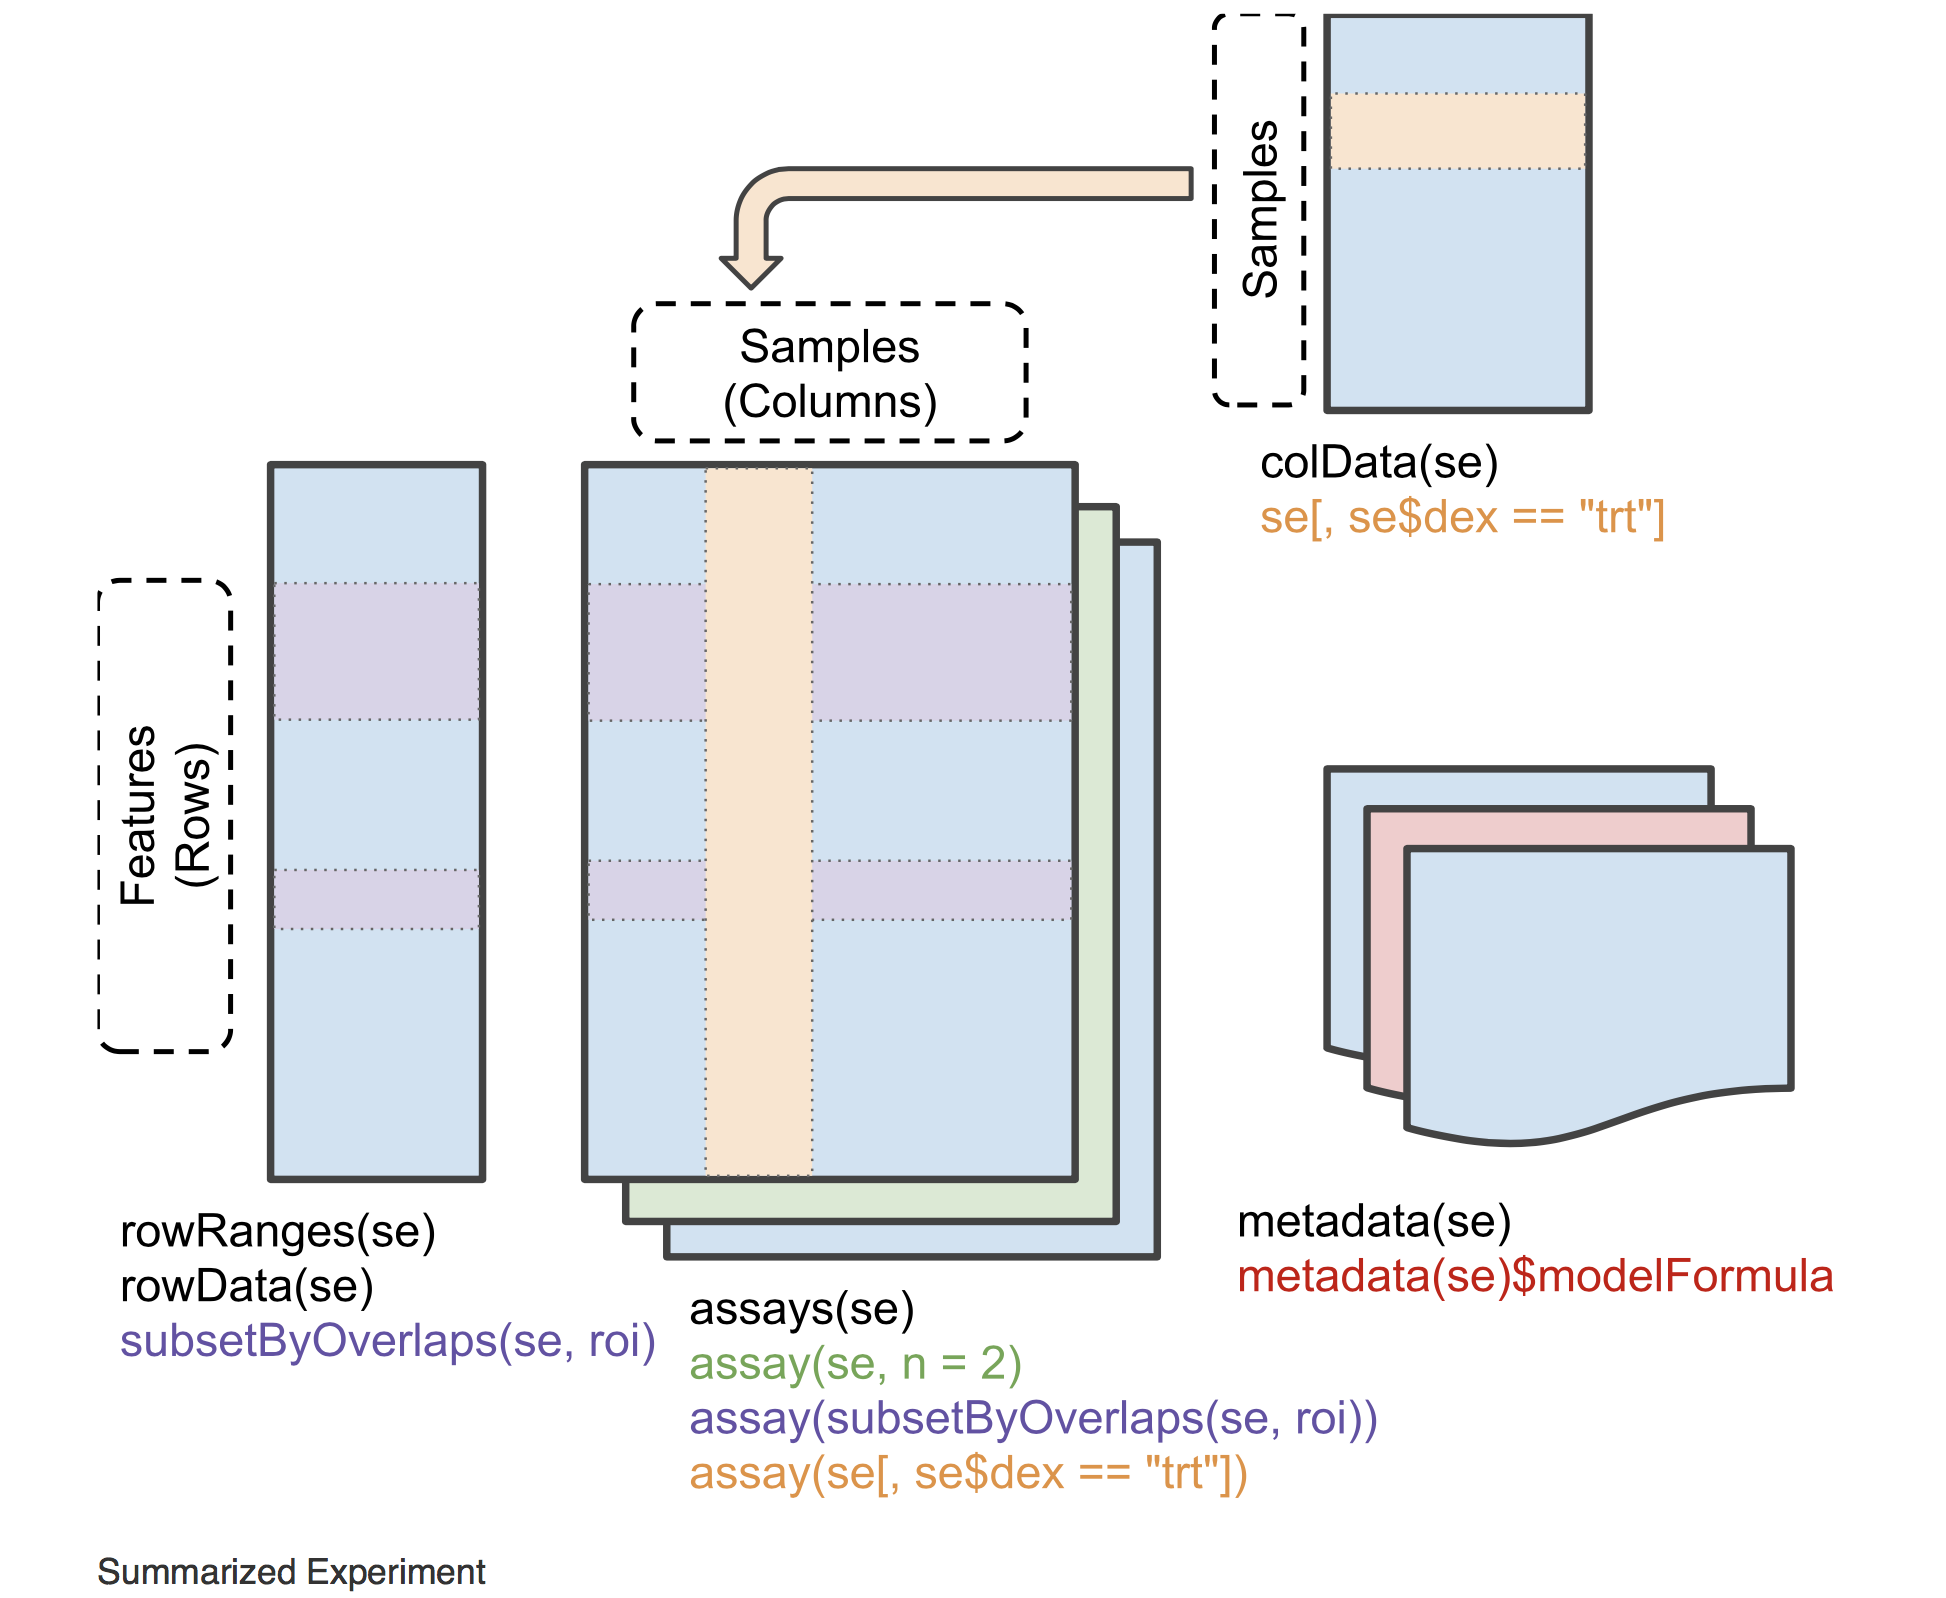 Samples
Samples
(Columns)
colData(se)
se[, se$dex == "trt"]
Features
(Rows)
rowRanges(se)
rowData(se)
subsetByOverlaps(se, roi)
assays(se)
assay(se, n = 2)
assay(subsetByOverlaps(se, roi))
assay(se[, se$dex == "trt"])
metadata(se)
metadata(se)$modelFormula
Summarized Experiment